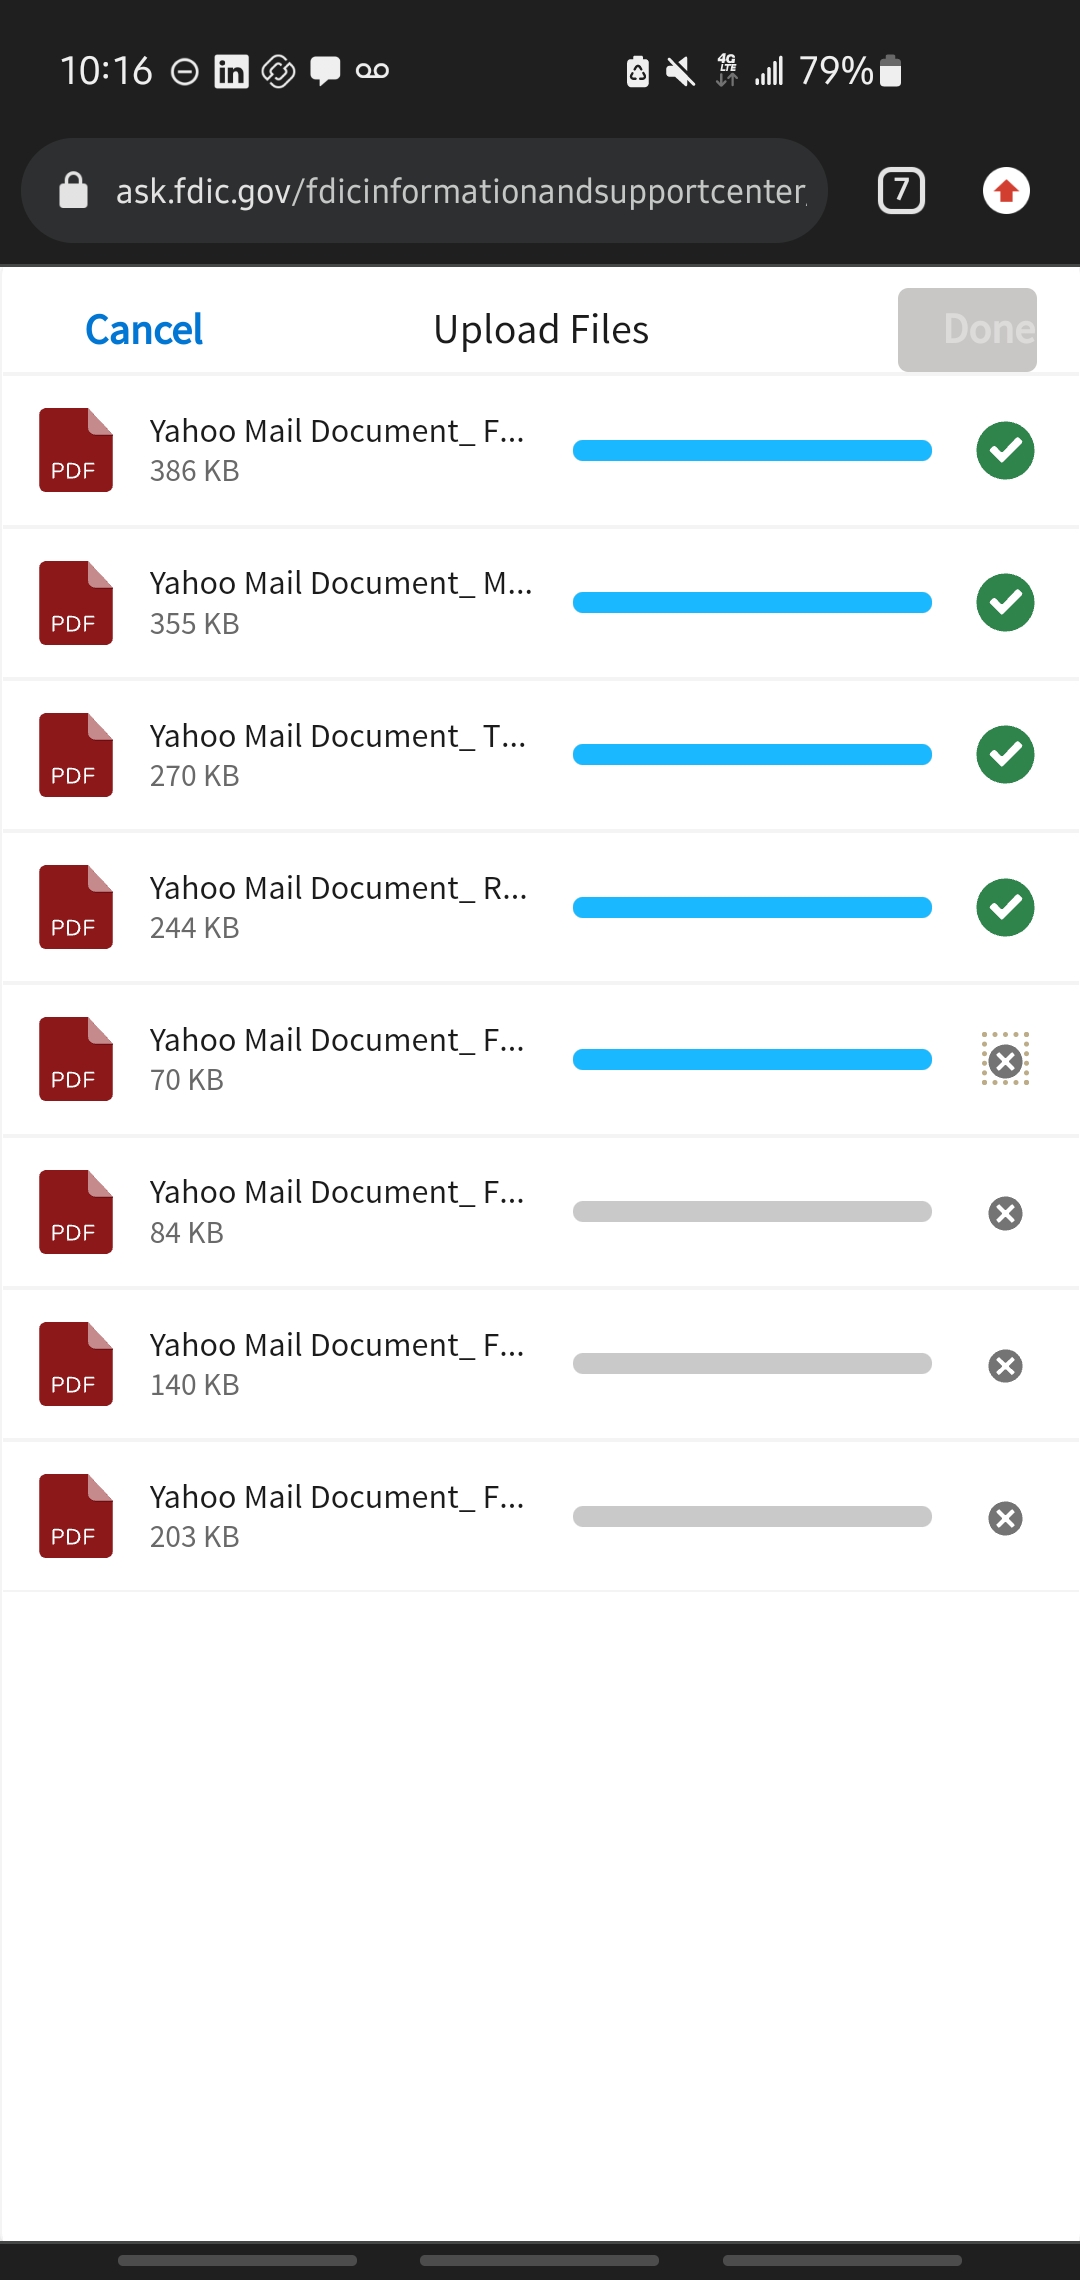 10:16 in 4G LTE 79%
ask.fdic.gov/fdicinformationandsupportcenter
7
Cancel Upload Files Done
PDF Yahoo Mail Document_ F...
386 KB
PDF Yahoo Mail Document_ M...
355 KB
PDF Yahoo Mail Document_ T...
270 KB
PDF Yahoo Mail Document_ R...
244 KB
PDF Yahoo Mail Document_ F...
70 KB
PDF Yahoo Mail Document_ F...
84 KB
PDF Yahoo Mail Document_ F...
140 KB
PDF Yahoo Mail Document_ F...
203 KB